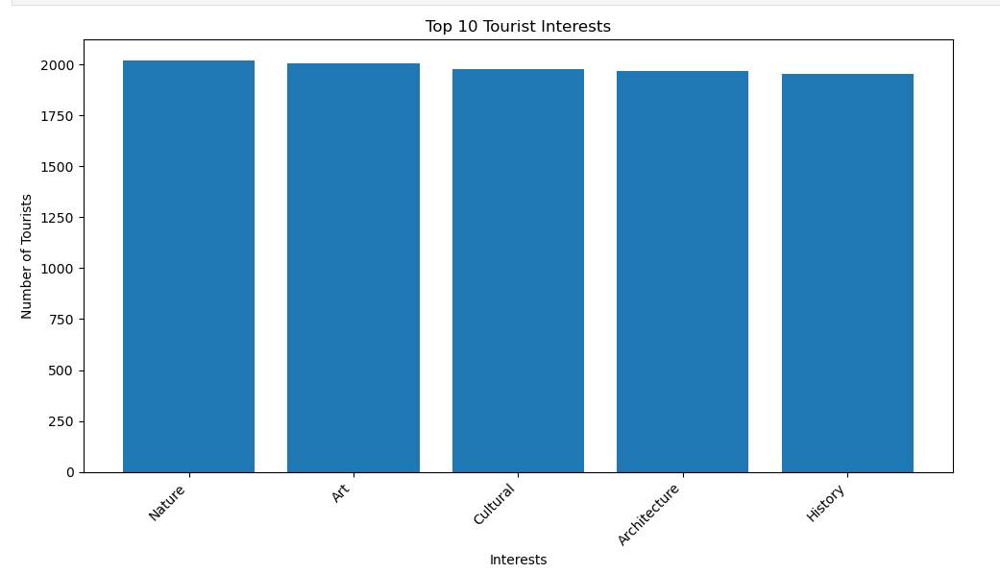 Top 10 Tourist Interests
Number of Tourists
2000
1750
1500
1250
1000
750
500
250
0
Nature
Art
Cultural
Architecture
History
Interests